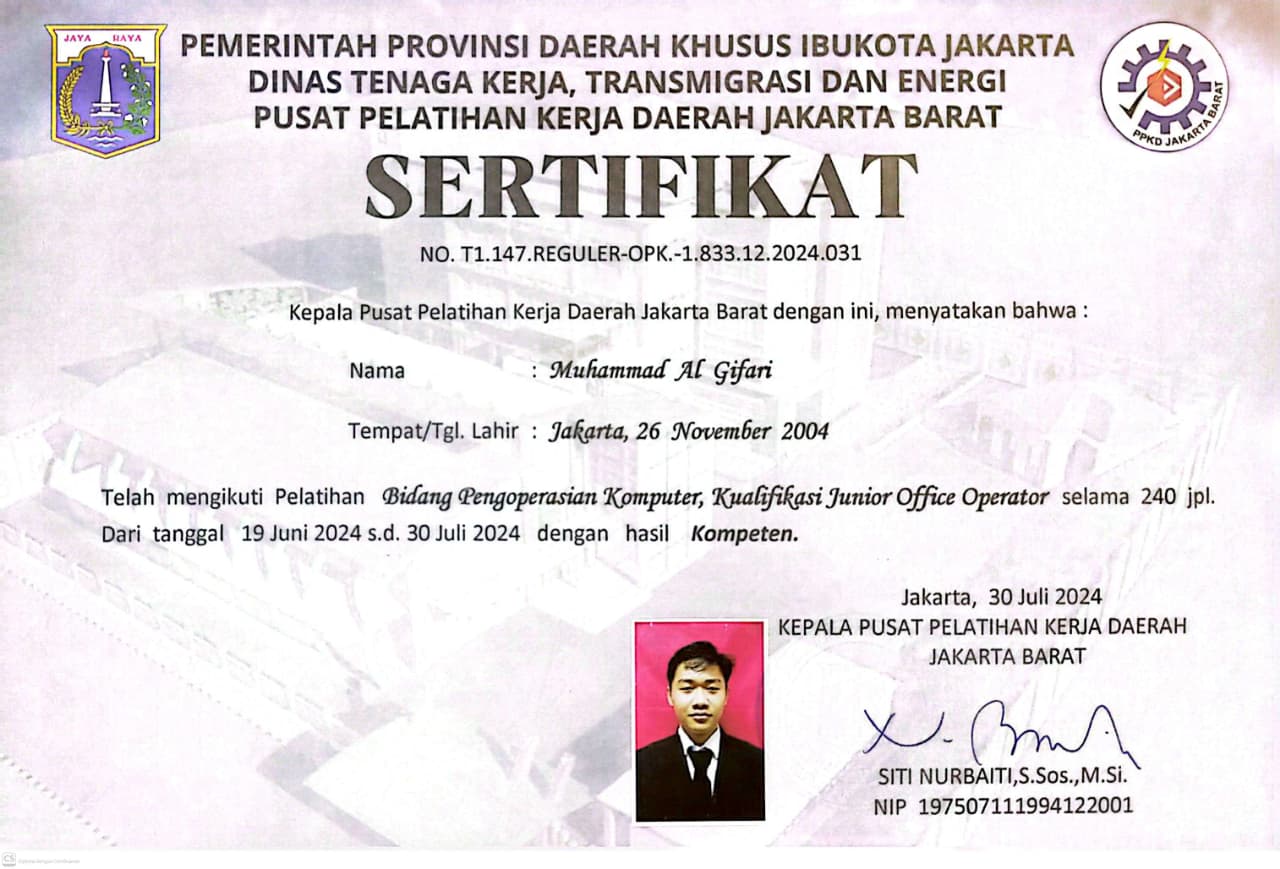 JAYA RAYA
PEMERINTAH PROVINSI DAERAH KHUSUS IBUKOTA JAKARTA
DINAS TENAGA KERJA, TRANSMIGRASI DAN ENERGI
PUSAT PELATIHAN KERJA DAERAH JAKARTA BARAT
PPKD JAKARTA BARAT
SERTIFIKAT
NO. T1.147.REGULER-OPK.-1.833.12.2024.031
Kepala Pusat Pelatihan Kerja Daerah Jakarta Barat dengan ini, menyatakan bahwa :
Nama : Muhammad Al Gifari
Tempat/Tgl. Lahir : Jakarta, 26 November 2004
Telah mengikuti Pelatihan Bidang Pengoperasian Komputer, Kualifikasi Junior Office Operator selama 240 jpl.
Dari tanggal 19 Juni 2024 s.d. 30 Juli 2024 dengan hasil Kompeten.
Jakarta, 30 Juli 2024
KEPALA PUSAT PELATIHAN KERJA DAERAH
JAKARTA BARAT
SITI NURBAITI,S.Sos.,M.Si.
NIP 197507111994122001
CS